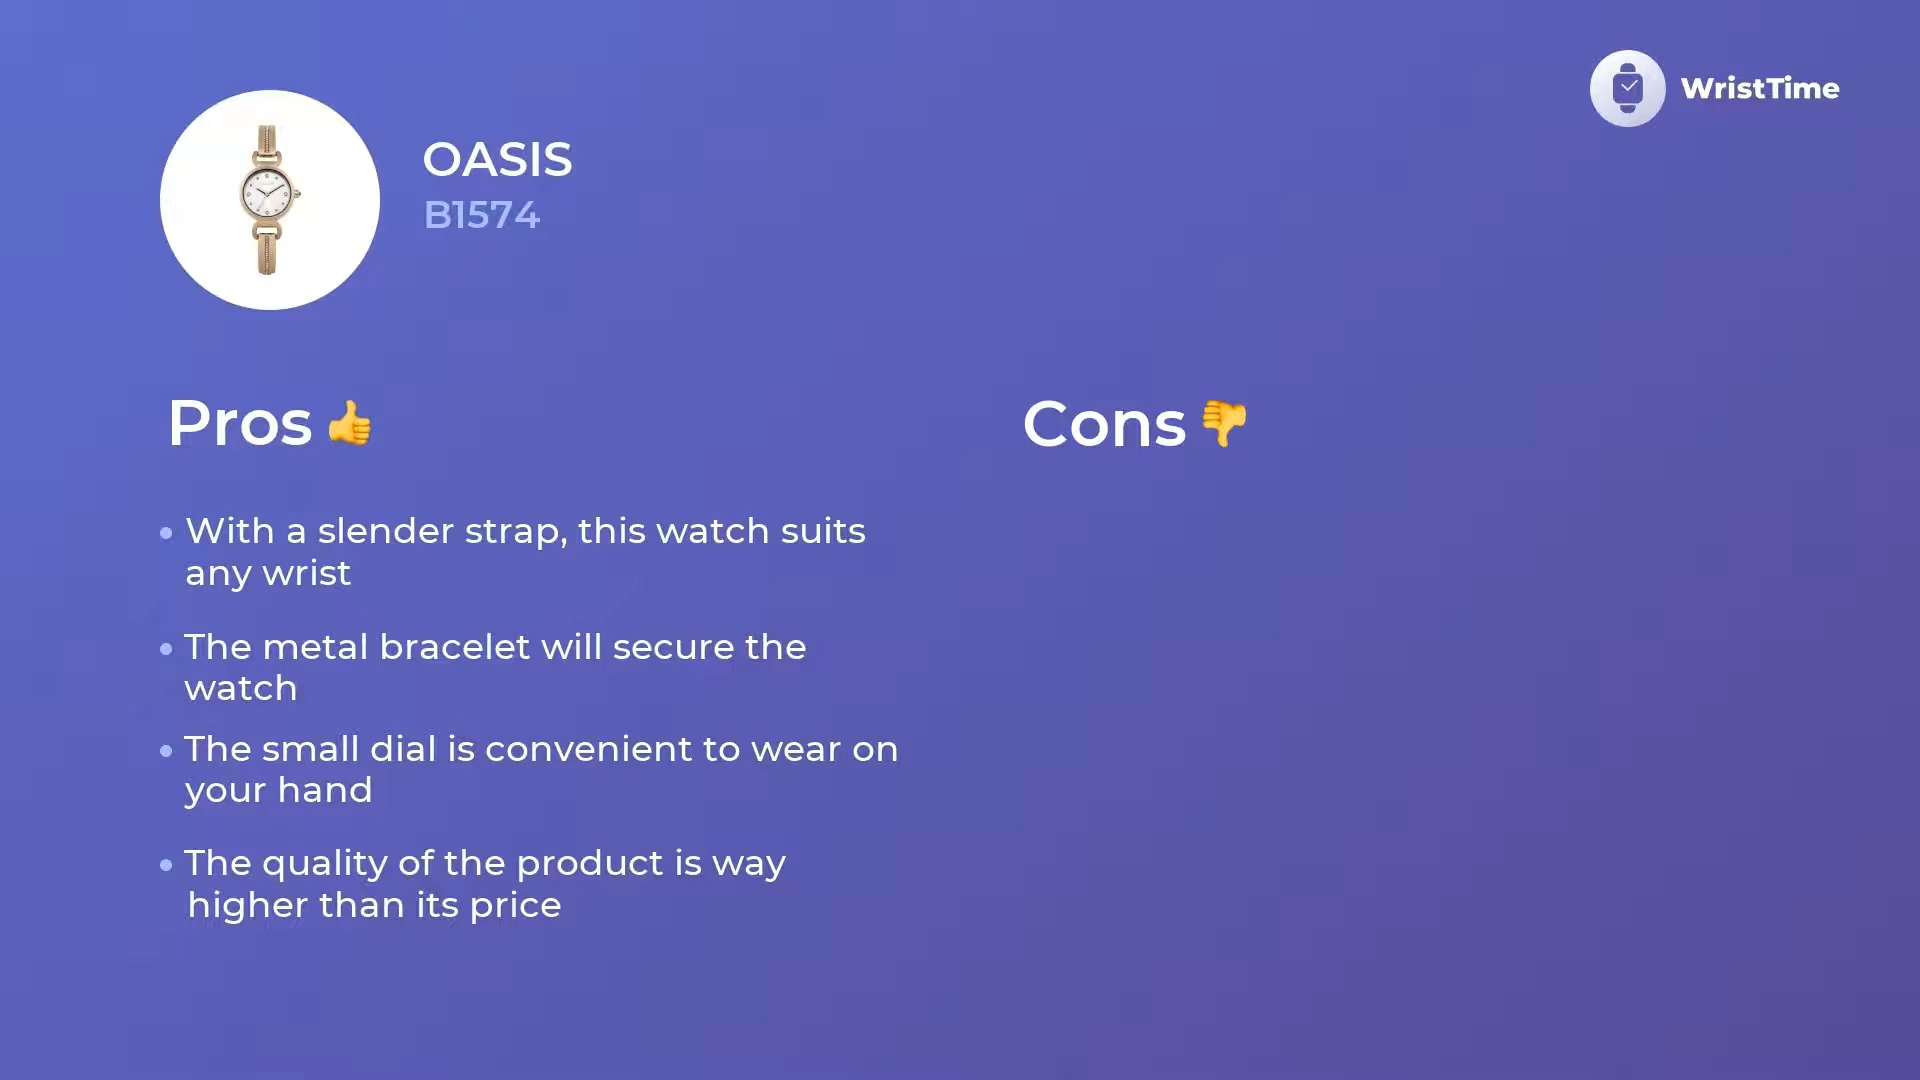 WristTime
OASIS
B1574
Pros
With a slender strap, this watch suits
any wrist
The metal bracelet will secure the
watch
The small dial is convenient to wear on
your hand
The quality of the product is way
higher than its price
Cons